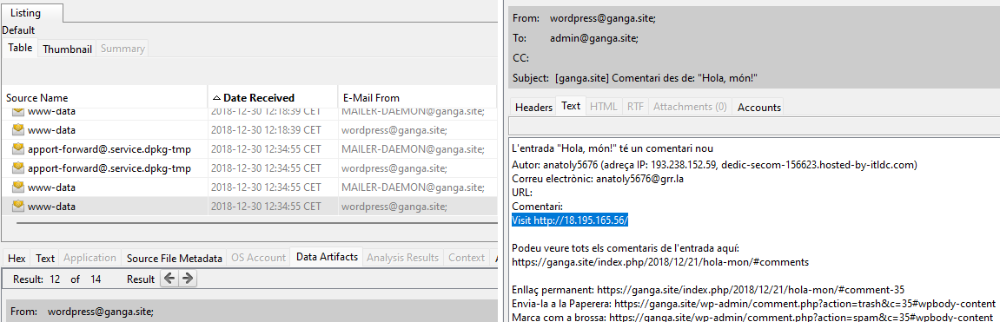 Listing
Default
Table Thumbnail Summary
Source Name Date Received E-Mail From
www-data 2018-12-30 12:18:39 CET MAILER-DAEMON@ganga.site;
www-data 2018-12-30 12:18:39 CET wordpress@ganga.site;
apport-forward@.service.dpkg-tmp 2018-12-30 12:34:55 CET MAILER-DAEMON@ganga.site;
apport-forward@.service.dpkg-tmp 2018-12-30 12:34:55 CET wordpress@ganga.site;
www-data 2018-12-30 12:34:55 CET MAILER-DAEMON@ganga.site;
www-data 2018-12-30 12:34:55 CET wordpress@ganga.site;
Hex Text Application Source File Metadata OS Account Data Artifacts Analysis Results Context
Result: 12 of 14 Result
From: wordpress@ganga.site;
From: wordpress@ganga.site;
To: admin@ganga.site;
CC:
Subject: [ganga.site] Comentari des de: "Hola, món!"
Headers Text HTML RTF Attachments (0) Accounts
L'entrada "Hola, món!" té un comentari nou
Autor: anatoly5676 (adreça IP: 193.238.152.59, dedic-secom-156623.hosted-by-itldc.com)
Correu electrònic: anatoly5676@grr.la
URL:
Comentari:
Visit http://18.195.165.56/
Podeu veure tots els comentaris de l'entrada aquí:
https://ganga.site/index.php/2018/12/21/hola-mon/#comments
Enllaç permanent: https://ganga.site/index.php/2018/12/21/hola-mon/#comment-35
Envia-la a la Paperera: https://ganga.site/wp-admin/comment.php?action=trash&c=35#wpbody-content
Marca com a brossa: https://ganga.site/wp-admin/comment.php?action=spam&c=35#wpbody-content